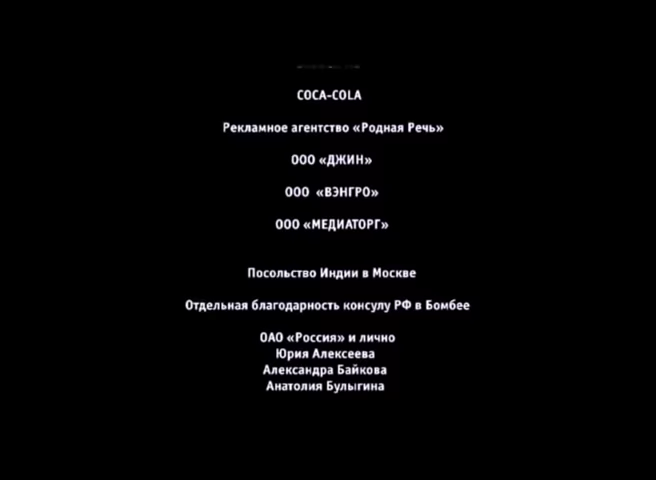 COCA-COLA
Рекламное агентство «Родная Речь»
ООО «ДЖИН»
ООО «ВЭНГРО»
ООО «МЕДИАТОРГ»
Посольство Индии в Москве
Отдельная благодарность консулу РФ в Бомбее
ОАО «Россия» и лично
Юрия Алексеева
Александра Байкова
Анатолия Булыгина